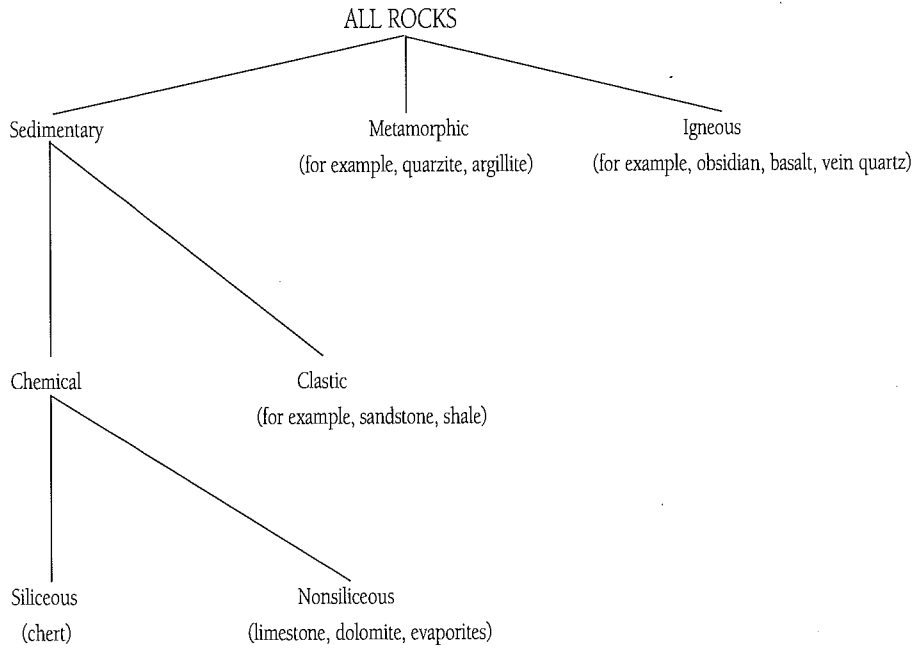 ALL ROCKS
Sedimentary
Metamorphic
(for example, quarzite, argillite)
Igneous
(for example, obsidian, basalt, vein quartz)
Chemical
Clastic
(for example, sandstone, shale)
Siliceous
(chert)
Nonsiliceous
(limestone, dolomite, evaporites)